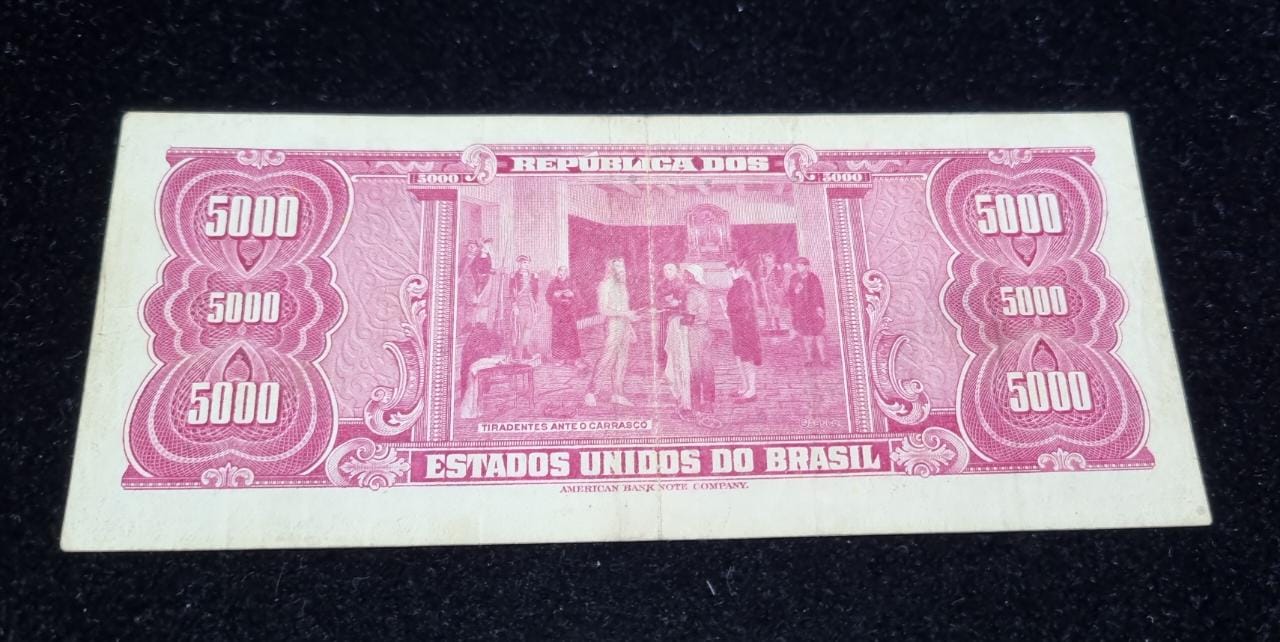 REPÚBLICA DOS
5000 5000
5000 5000
5000 5000
5000 5000
TIRADENTES ANTE O CARRASCO
ESTADOS UNIDOS DO BRASIL
AMERICAN BANK NOTE COMPANY.